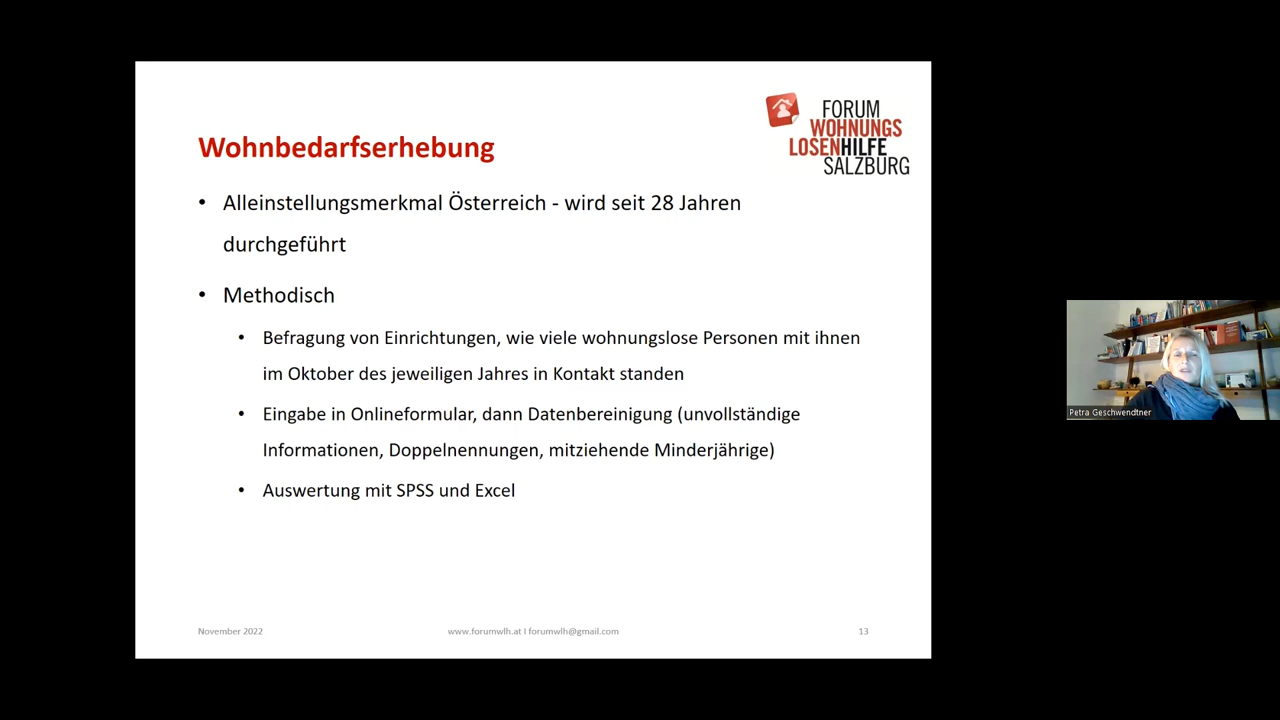 FORUM
WOHNUNGS
LOSENHILFE
SALZBURG
Wohnbedarfserhebung
• Alleinstellungsmerkmal Österreich - wird seit 28 Jahren
durchgeführt
• Methodisch
• Befragung von Einrichtungen, wie viele wohnungslose Personen mit ihnen
im Oktober des jeweiligen Jahres in Kontakt standen
• Eingabe in Onlineformular, dann Datenbereinigung (unvollständige
Informationen, Doppelnennungen, mitziehende Minderjährige)
• Auswertung mit SPSS und Excel
November 2022
www.forumwlh.at I forumwlh@gmail.com
13
Petra Geschwendtner